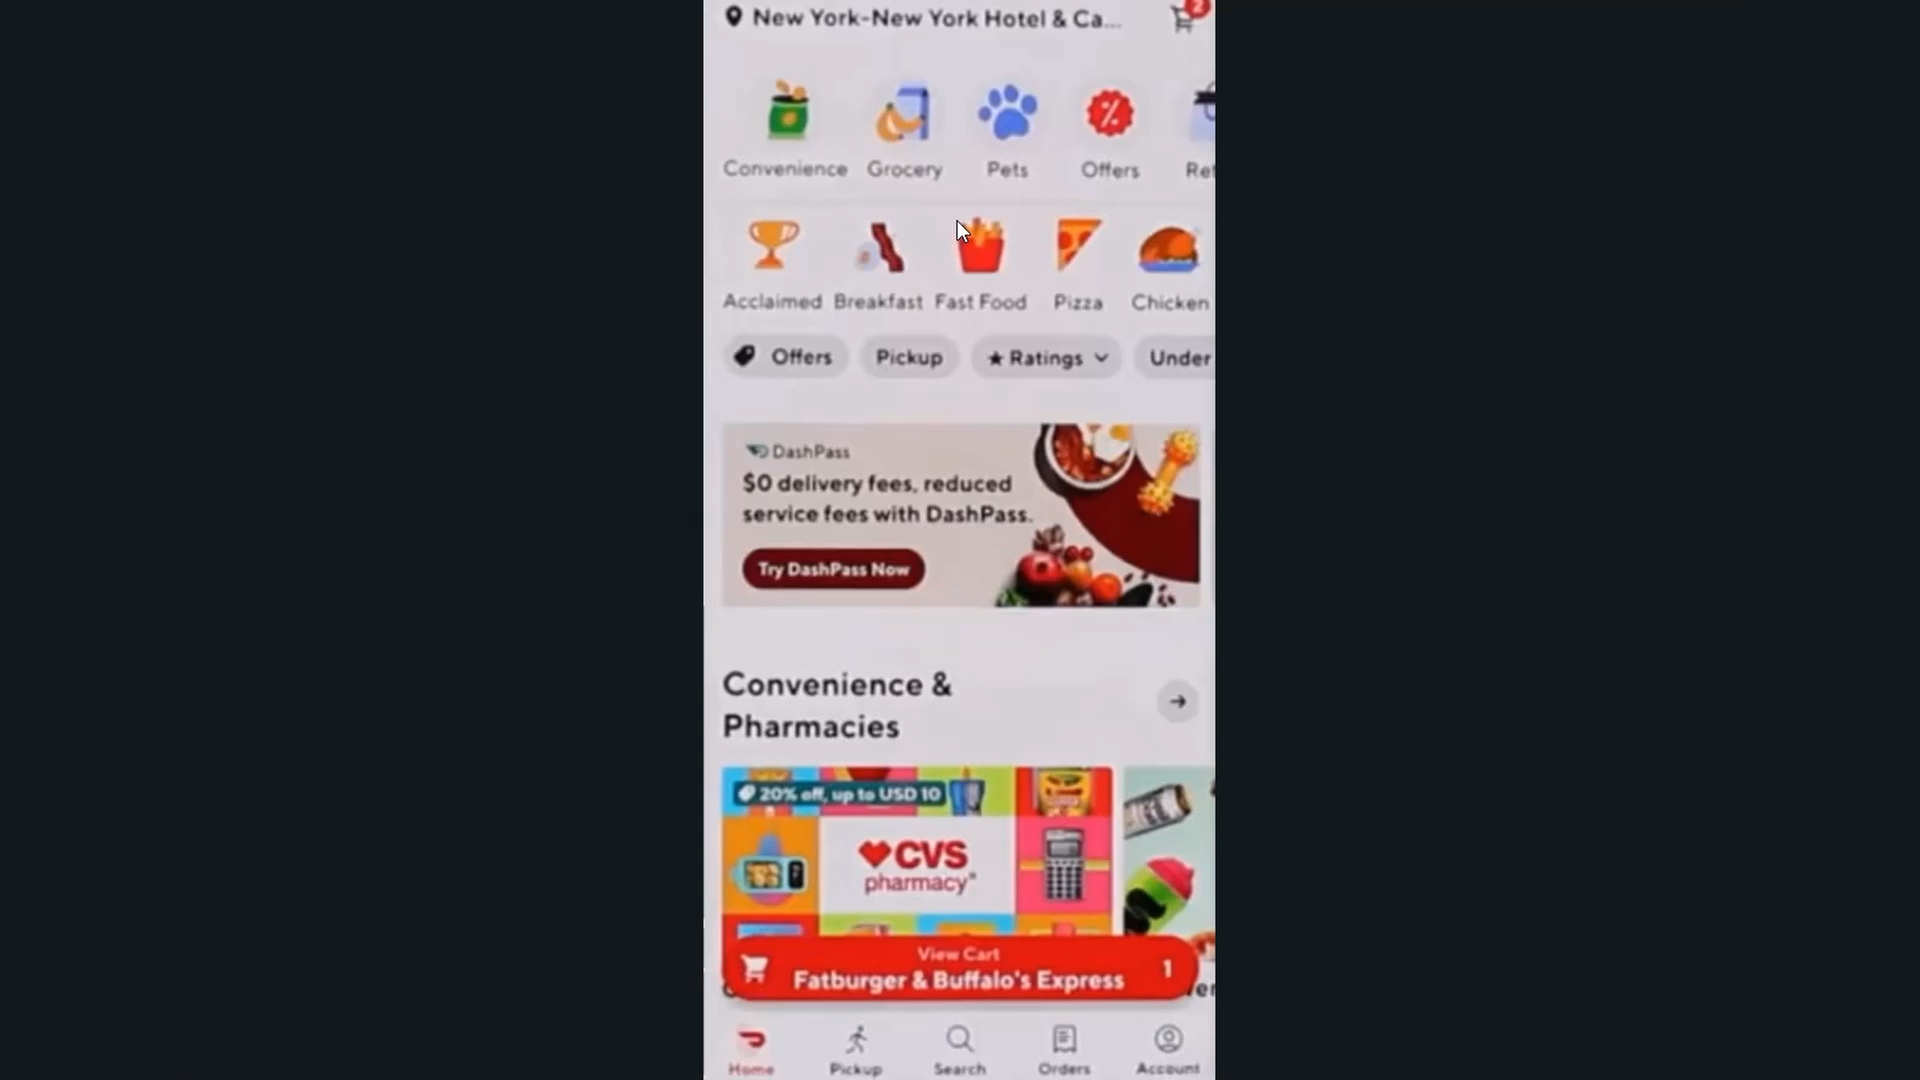 New York-New York Hotel & Ca...
2
Convenience Grocery Pets Offers Ret
Acclaimed Breakfast Fast Food Pizza Chicken
Offers Pickup ★ Ratings Under
DashPass
$0 delivery fees, reduced
service fees with DashPass.
Try DashPass Now
Convenience &
Pharmacies
20% off, up to USD 10
CVS
pharmacy®
View Cart
Fatburger & Buffalo's Express 1
Home Pickup Search Orders Account